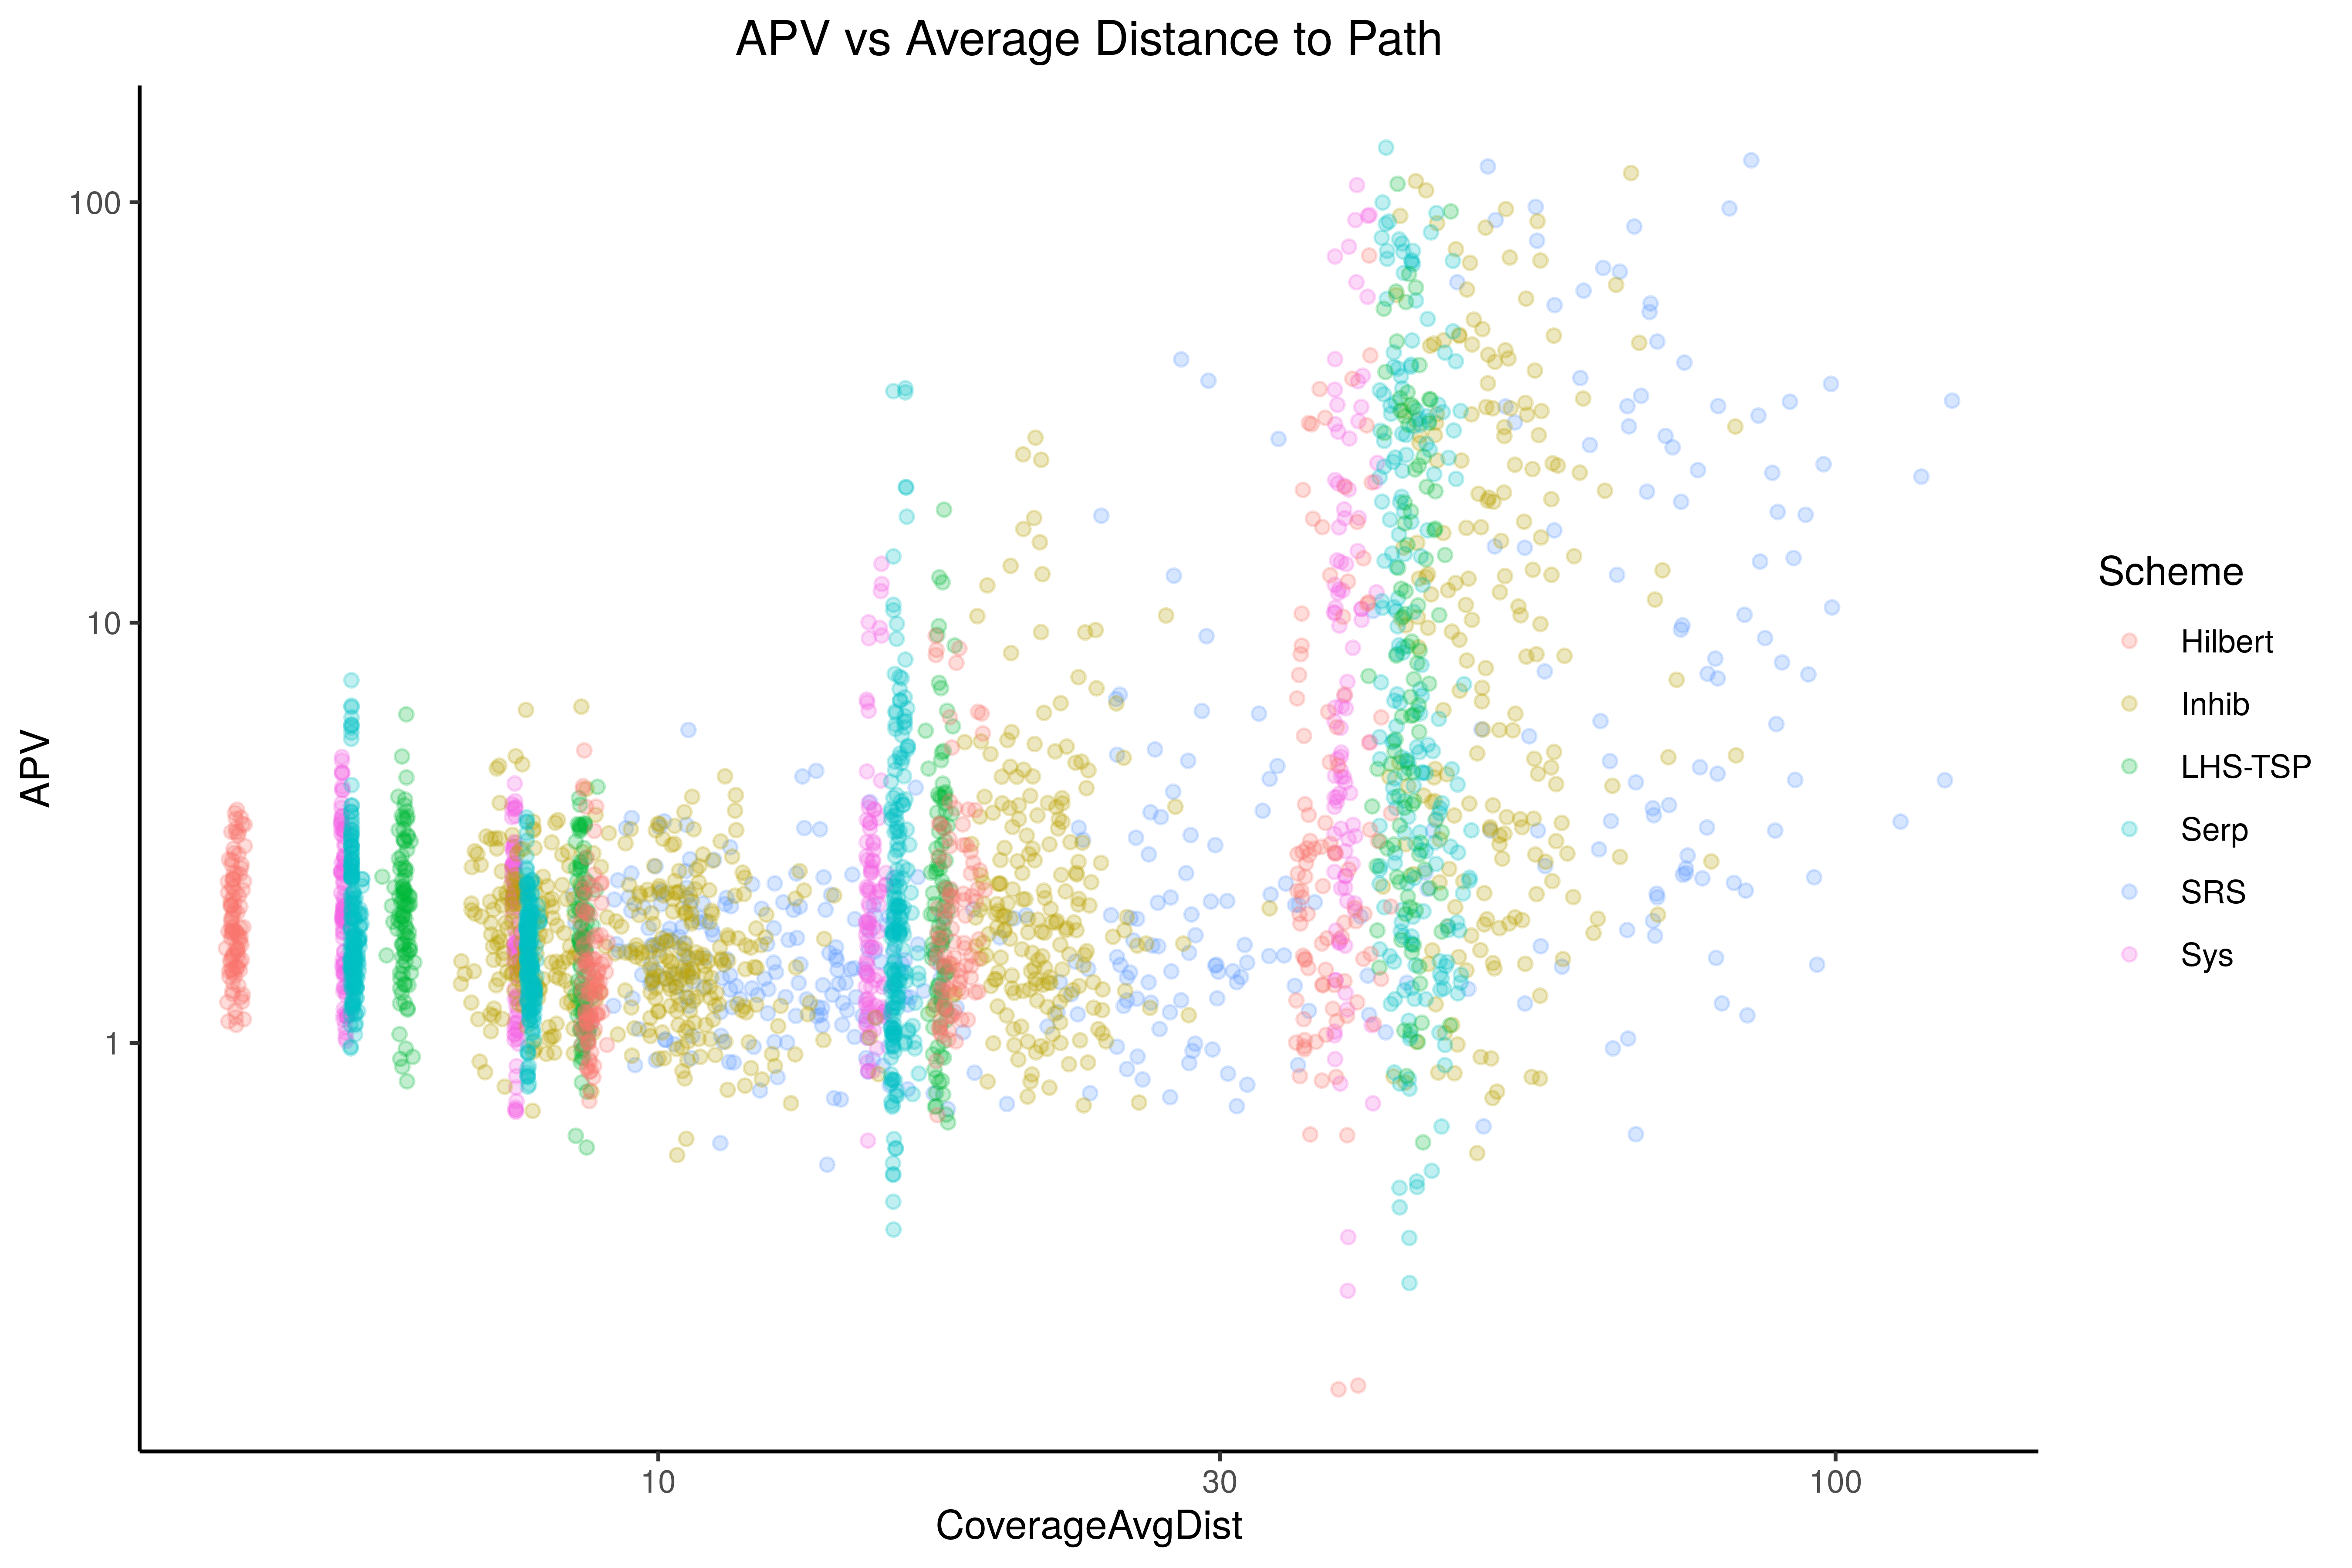 APV vs Average Distance to Path
APV
100
10
1
10
30
100
CoverageAvgDist
Scheme
Hilbert
Inhib
LHS-TSP
Serp
SRS
Sys